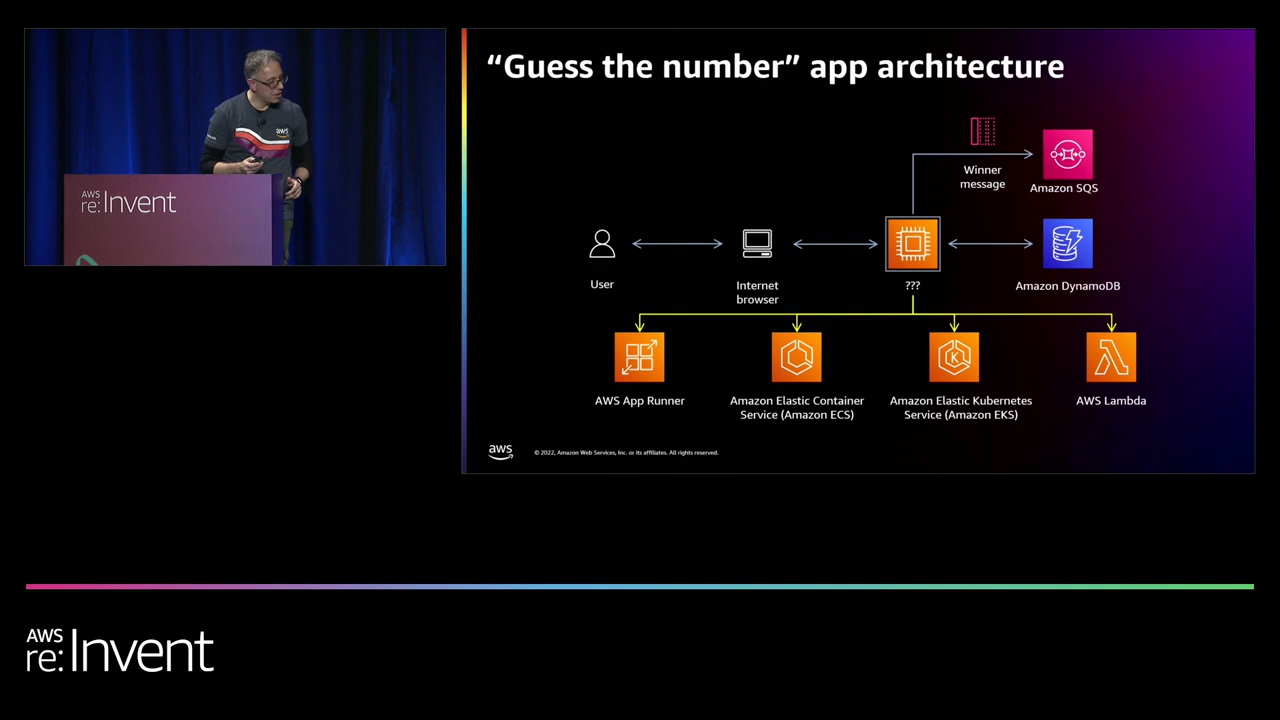 aws
AWS
re:Invent
“Guess the number” app architecture
Winner
message
Amazon SQS
User
Internet
browser
???
Amazon DynamoDB
AWS App Runner
Amazon Elastic Container
Service (Amazon ECS)
Amazon Elastic Kubernetes
Service (Amazon EKS)
AWS Lambda
aws
© 2022, Amazon Web Services, Inc. or its affiliates. All rights reserved.
AWS
re:Invent